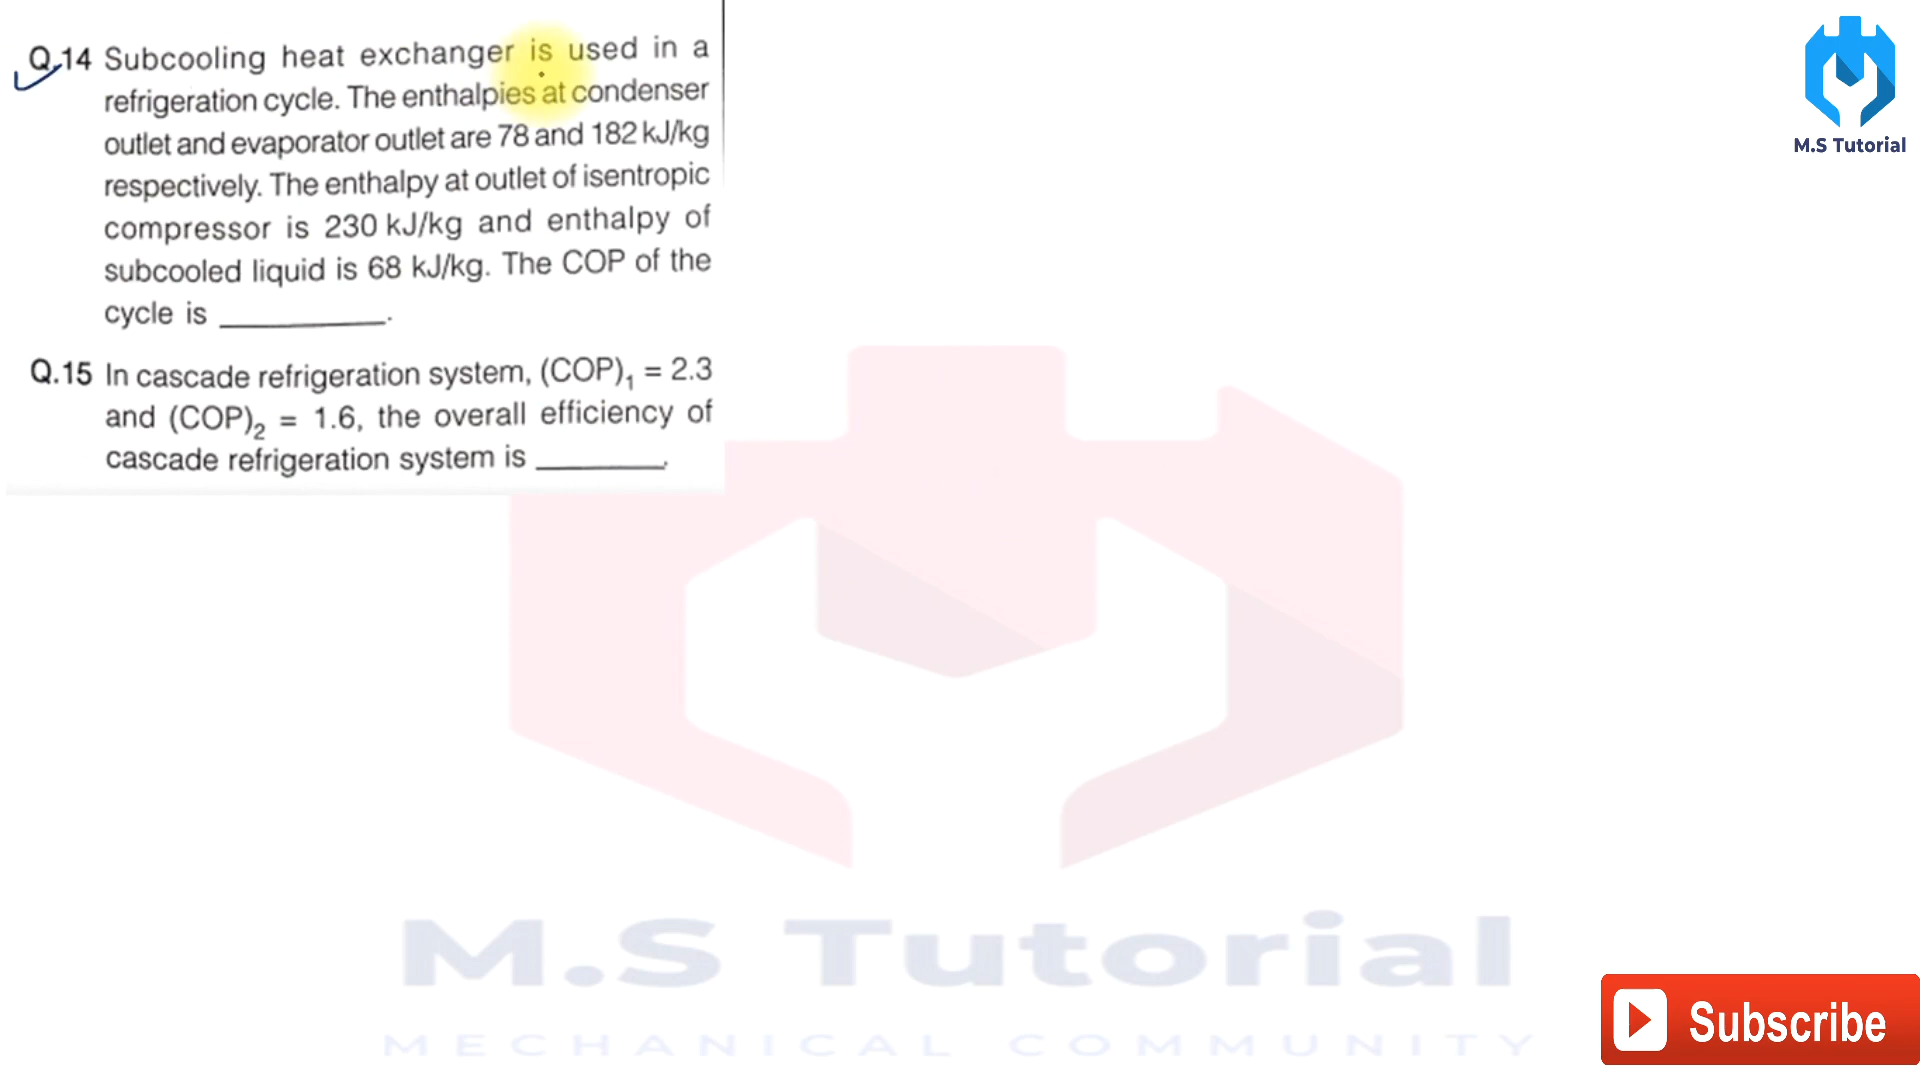 Q.14 Subcooling heat exchanger is used in a
refrigeration cycle. The enthalpies at condenser
outlet and evaporator outlet are 78 and 182 kJ/kg
respectively. The enthalpy at outlet of isentropic
compressor is 230 kJ/kg and enthalpy of
subcooled liquid is 68 kJ/kg. The COP of the
cycle is __________.
Q.15 In cascade refrigeration system, (COP)₁ = 2.3
and (COP)₂ = 1.6, the overall efficiency of
cascade refrigeration system is ________.
M.S Tutorial
M.S Tutorial
MECHANICAL COMMUNITY
Subscribe